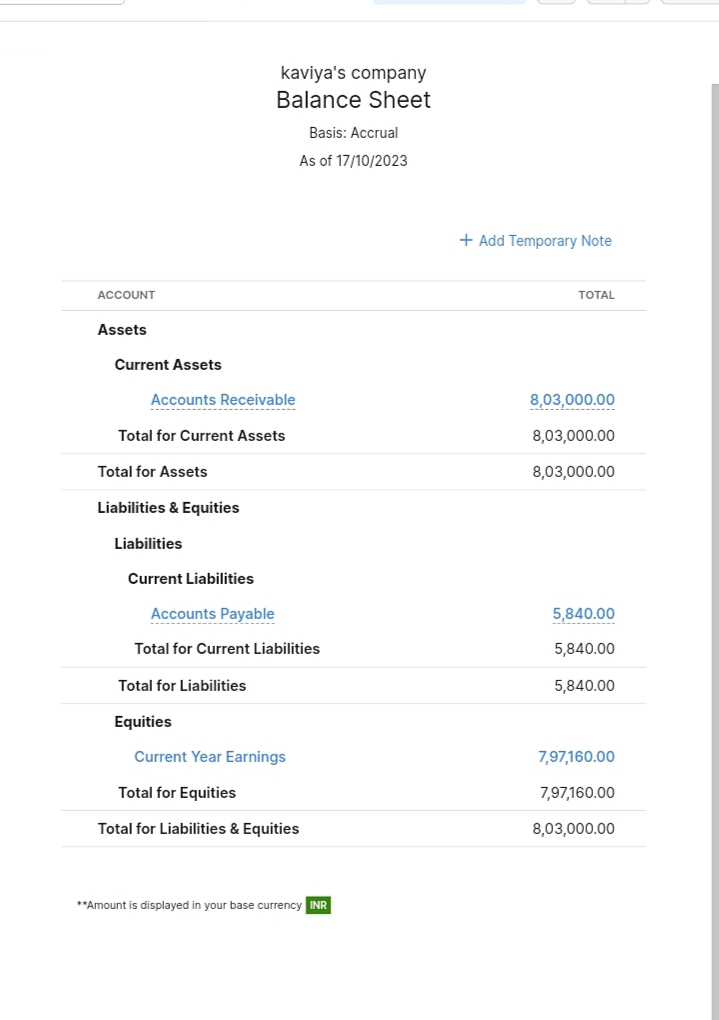 kaviya's company
Balance Sheet
Basis: Accrual
As of 17/10/2023
+ Add Temporary Note
ACCOUNT TOTAL
Assets
Current Assets
Accounts Receivable 8,03,000.00
Total for Current Assets 8,03,000.00
Total for Assets 8,03,000.00
Liabilities & Equities
Liabilities
Current Liabilities
Accounts Payable 5,840.00
Total for Current Liabilities 5,840.00
Total for Liabilities 5,840.00
Equities
Current Year Earnings 7,97,160.00
Total for Equities 7,97,160.00
Total for Liabilities & Equities 8,03,000.00
**Amount is displayed in your base currency INR